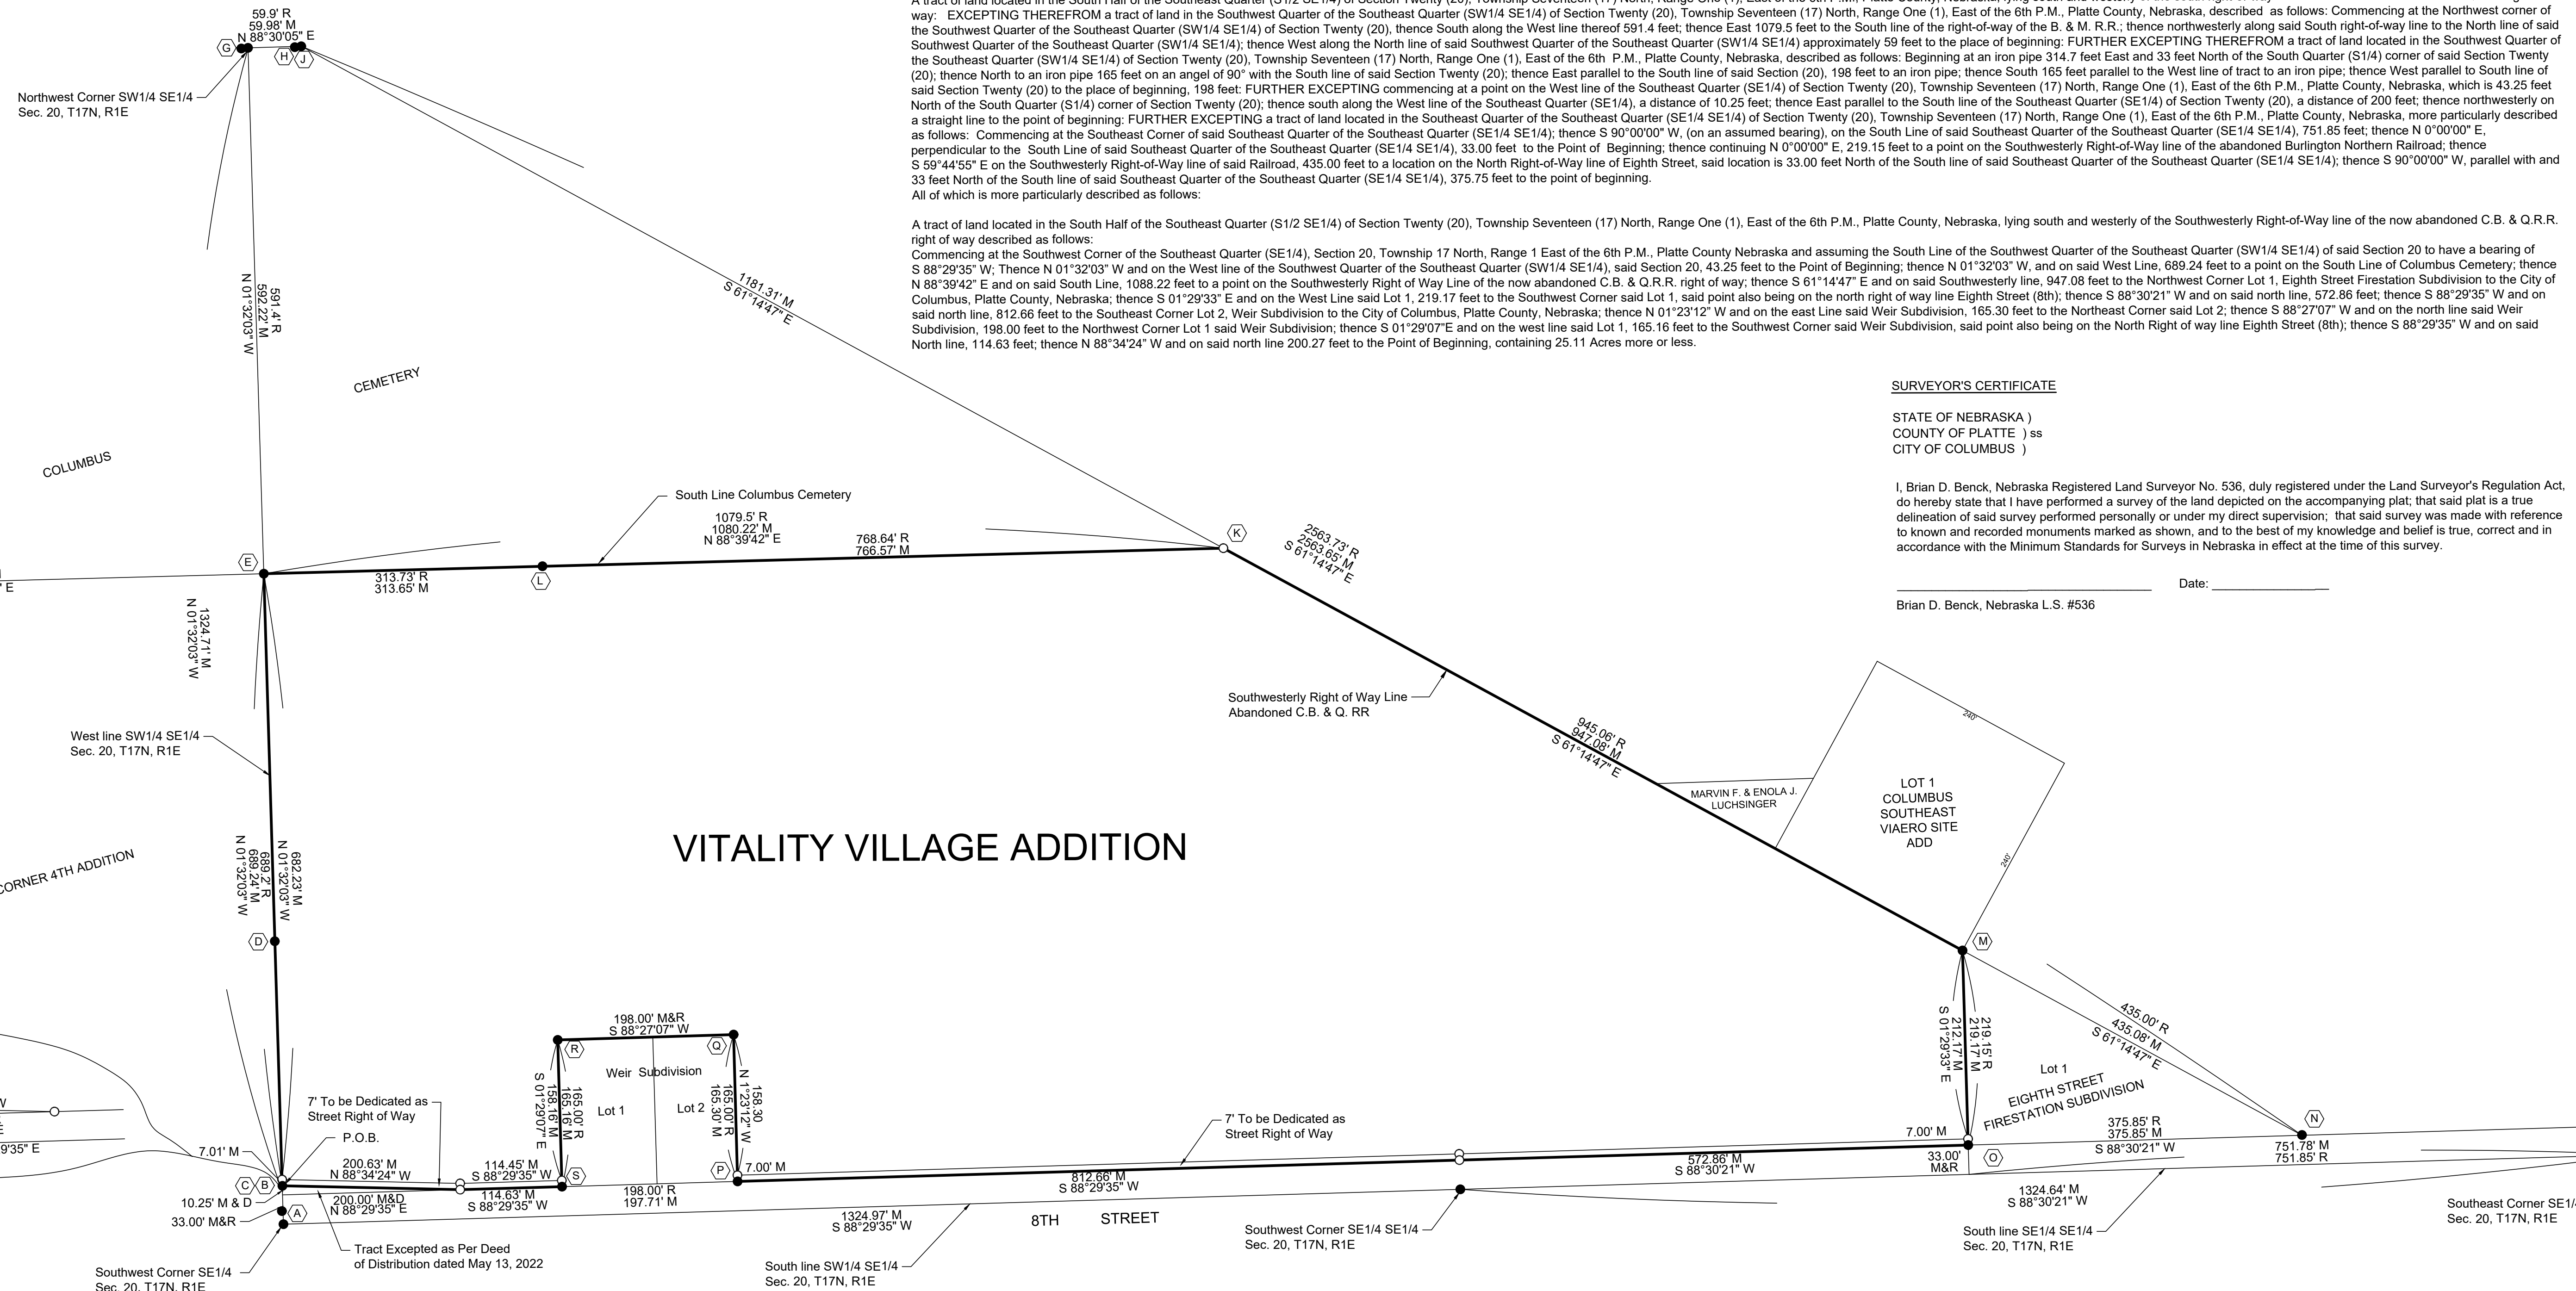 A tract of land located in the South Half of the Southeast Quarter (S1/2 SE1/4) of Section Twenty (20), Township Seventeen (17) North, Range One (1), East of the 6th P.M., Platte County, Nebraska, lying south and westerly of the south right of
way: EXCEPTING THEREFROM a tract of land in the Southwest Quarter of the Southeast Quarter (SW1/4 SE1/4) of Section Twenty (20), Township Seventeen (17) North, Range One (1), East of the 6th P.M., Platte County, Nebraska, described as follows: Commencing at the Northwest corner of
the Southwest Quarter of the Southeast Quarter (SW1/4 SE1/4) of Section Twenty (20), thence South along the West line thereof 591.4 feet; thence East 1079.5 feet to the South line of the right-of-way of the B. & M. R.R.; thence northwesterly along said South right-of-way line to the North line of said
Southwest Quarter of the Southeast Quarter (SW1/4 SE1/4); thence West along the North line of said Southwest Quarter of the Southeast Quarter (SW1/4 SE1/4) approximately 59 feet to the place of beginning: FURTHER EXCEPTING THEREFROM a tract of land located in the Southwest Quarter of
the Southeast Quarter (SW1/4 SE1/4) of Section Twenty (20), Township Seventeen (17) North, Range One (1), East of the 6th P.M., Platte County, Nebraska, described as follows: Beginning at an iron pipe 314.7 feet East and 33 feet North of the South Quarter (S1/4) corner of said Section Twenty
(20); thence North to an iron pipe 165 feet on an angel of 90° with the South line of said Section Twenty (20); thence East parallel to the South line of said Section (20), 198 feet to an iron pipe; thence South 165 feet parallel to the West line of tract to an iron pipe; thence West parallel to South line of
said Section Twenty (20) to the place of beginning, 198 feet: FURTHER EXCEPTING commencing at a point on the West line of the Southeast Quarter (SE1/4) of Section Twenty (20), Township Seventeen (17) North, Range One (1), East of the 6th P.M., Platte County, Nebraska, which is 43.25 feet
North of the South Quarter (S1/4) corner of Section Twenty (20); thence south along the West line of the Southeast Quarter (SE1/4), a distance of 10.25 feet; thence East parallel to the South line of the Southeast Quarter (SE1/4) of Section Twenty (20), a distance of 200 feet; thence northwesterly on
a straight line to the point of beginning: FURTHER EXCEPTING a tract of land located in the Southeast Quarter of the Southeast Quarter (SE1/4 SE1/4) of Section Twenty (20), Township Seventeen (17) North, Range One (1), East of the 6th P.M., Platte County, Nebraska, more particularly described
as follows: Commencing at the Southeast Corner of said Southeast Quarter of the Southeast Quarter (SE1/4 SE1/4); thence S 90°00'00" W, (on an assumed bearing), on the South Line of said Southeast Quarter of the Southeast Quarter (SE1/4 SE1/4), 751.85 feet; thence N 0°00'00" E,
perpendicular to the South Line of said Southeast Quarter of the Southeast Quarter (SE1/4 SE1/4), 33.00 feet to the Point of Beginning; thence continuing N 0°00'00" E, 219.15 feet to a point on the Southwesterly Right-of-Way line of the abandoned Burlington Northern Railroad; thence
S 59°44'55" E on the Southwesterly Right-of-Way line of said Railroad, 435.00 feet to a location on the North Right-of-Way line of Eighth Street, said location is 33.00 feet North of the South line of said Southeast Quarter of the Southeast Quarter (SE1/4 SE1/4); thence S 90°00'00" W, parallel with and
33 feet North of the South line of said Southeast Quarter of the Southeast Quarter (SE1/4 SE1/4), 375.75 feet to the point of beginning.
All of which is more particularly described as follows:
A tract of land located in the South Half of the Southeast Quarter (S1/2 SE1/4) of Section Twenty (20), Township Seventeen (17) North, Range One (1), East of the 6th P.M., Platte County, Nebraska, lying south and westerly of the Southwesterly Right-of-Way line of the now abandoned C.B. & Q.R.R.
right of way described as follows:
Commencing at the Southwest Corner of the Southeast Quarter (SE1/4), Section 20, Township 17 North, Range 1 East of the 6th P.M., Platte County Nebraska and assuming the South Line of the Southwest Quarter of the Southeast Quarter (SW1/4 SE1/4) of said Section 20 to have a bearing of
S 88°29'35" W; Thence N 01°32'03" W and on the West line of the Southwest Quarter of the Southeast Quarter (SW1/4 SE1/4), said Section 20, 43.25 feet to the Point of Beginning; thence N 01°32'03" W, and on said West Line, 689.24 feet to a point on the South Line of Columbus Cemetery; thence
N 88°39'42" E and on said South Line, 1088.22 feet to a point on the Southwesterly Right Way Line of the now abandoned C.B. & Q.R.R. right of way; thence S 61°14'47" E and on said Southwesterly line, 947.08 feet to the Northwest Corner Lot 1, Eighth Street Firestation Subdivision to the City of
Columbus, Platte County, Nebraska; thence S 01°29'33" E and on the West Line said Lot 1, 219.17 feet to the Southwest Corner said Lot 1, said point also being on the north right of way line Eighth Street (8th); thence S 88°30'21" W and on said north line, 572.86 feet; thence S 88°29'35" W and on
said north line, 812.66 feet to the Southeast Corner Lot 2, Weir Subdivision to the City of Columbus, Platte County, Nebraska; thence N 01°23'12" W and on the east Line said Weir Subdivision, 165.30 feet to the Northeast Corner said Lot 2; thence S 88°27'07" W and on the north line said Weir
Subdivision, 198.00 feet to the Northwest Corner Lot 1 said Weir Subdivision; thence S 01°29'07"E and on the west line said Lot 1, 165.16 feet to the Southwest Corner said Weir Subdivision, said point also being on the North Right of way line Eighth Street (8th); thence S 88°29'35" W and on said
North line, 114.63 feet; thence N 88°34'24" W and on said north line 200.27 feet to the Point of Beginning, containing 25.11 Acres more or less.
SURVEYOR'S CERTIFICATE
STATE OF NEBRASKA )
COUNTY OF PLATTE ) ss
CITY OF COLUMBUS )
I, Brian D. Benck, Nebraska Registered Land Surveyor No. 536, duly registered under the Land Surveyor's Regulation Act,
do hereby state that I have performed a survey of the land depicted on the accompanying plat; that said plat is a true
delineation of said survey performed personally or under my direct supervision; that said survey was made with reference
to known and recorded monuments marked as shown, and to the best of my knowledge and belief is true, correct and in
accordance with the Minimum Standards for Surveys in Nebraska in effect at the time of this survey.
Date:
Brian D. Benck, Nebraska L.S. #536
59.9' R
59.98' M
N 88°30'05" E
G
H
J
Northwest Corner SW1/4 SE1/4
Sec. 20, T17N, R1E
591.4' R
592.22' M
N 01°32'03" W
1181.31' M
S 61°14'47" E
CEMETERY
COLUMBUS
South Line Columbus Cemetery
1079.5' R
1080.22' M
N 88°39'42" E
768.64' R
766.57' M
K
2563.73' R
2563.65' M
S 61°14'47" E
E
' E
313.73' R
313.65' M
L
1324.71' M
N 01°32'03" W
Southwesterly Right of Way Line
Abandoned C.B. & Q. RR
945.06' R
947.08' M
S 61°14'47" E
240'
240'
MARVIN F. & ENOLA J.
LUCHSINGER
LOT 1
COLUMBUS
SOUTHEAST
VIAERO SITE
ADD
West line SW1/4 SE1/4
Sec. 20, T17N, R1E
VITALITY VILLAGE ADDITION
CORNER 4TH ADDITION
682.23' M
N 01°32'03" W
689.2' R
689.24' M
N 01°32'03" W
D
M
219.15' R
219.17' M
212.17' M
S 01°29'33" E
435.00' R
435.08' M
S 61°14'47" E
Lot 1
EIGHTH STREET
FIRESTATION SUBDIVISION
N
198.00' M&R
S 88°27'07" W
R
Q
Weir Subdivision
Lot 1
Lot 2
165.00' R
165.16' M
158.16' M
S 01°29'07" E
158.30
N 1°23'12" W
165.00' R
165.30' M
W
E
9'35" E
7' To be Dedicated as
Street Right of Way
P.O.B.
7.01' M
200.63' M
N 88°34'24" W
114.45' M
S 88°29'35" W
S
P
7.00' M
7' To be Dedicated as
Street Right of Way
7.00' M
375.85' R
375.85' M
S 88°30'21" W
751.78' M
751.85' R
C
B
10.25' M & D
200.00' M&D
N 88°29'35" E
114.63' M
S 88°29'35" W
198.00' R
197.71' M
812.66' M
S 88°29'35" W
572.86' M
S 88°30'21" W
33.00'
M&R
O
33.00' M&R
A
1324.97' M
S 88°29'35" W
8TH STREET
1324.64' M
S 88°30'21" W
Southwest Corner SE1/4 SE1/4
Sec. 20, T17N, R1E
South line SE1/4 SE1/4
Sec. 20, T17N, R1E
Southeast Corner SE1/
Sec. 20, T17N, R1E
Tract Excepted as Per Deed
of Distribution dated May 13, 2022
Southwest Corner SE1/4
Sec. 20, T17N, R1E
South line SW1/4 SE1/4
Sec. 20, T17N, R1E